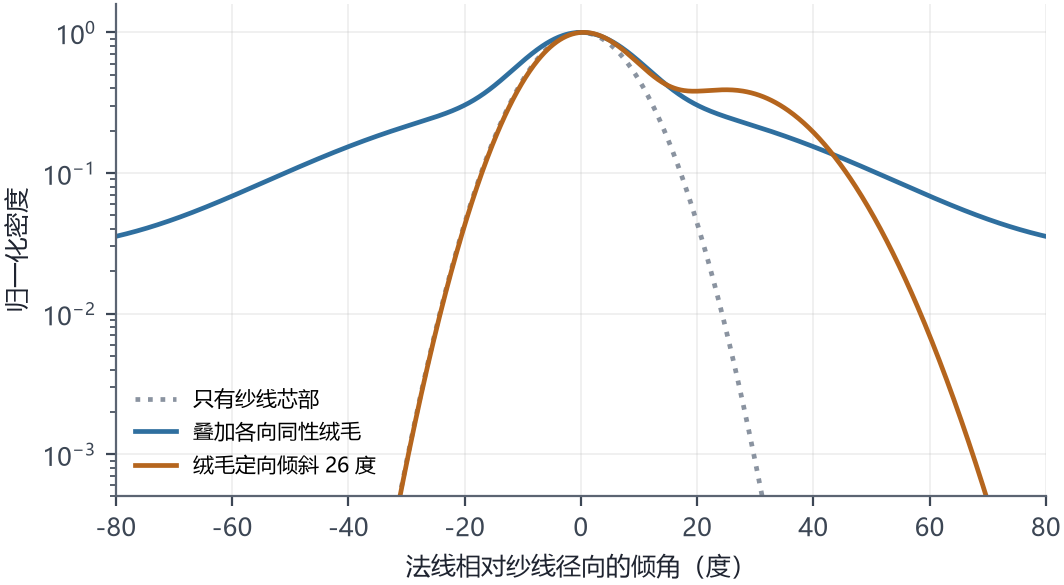 归一化密度
10⁰
10⁻¹
10⁻²
10⁻³
只有纱线芯部
叠加各向同性绒毛
绒毛定向倾斜 26 度
-80 -60 -40 -20 0 20 40 60 80
法线相对纱线径向的倾角（度）